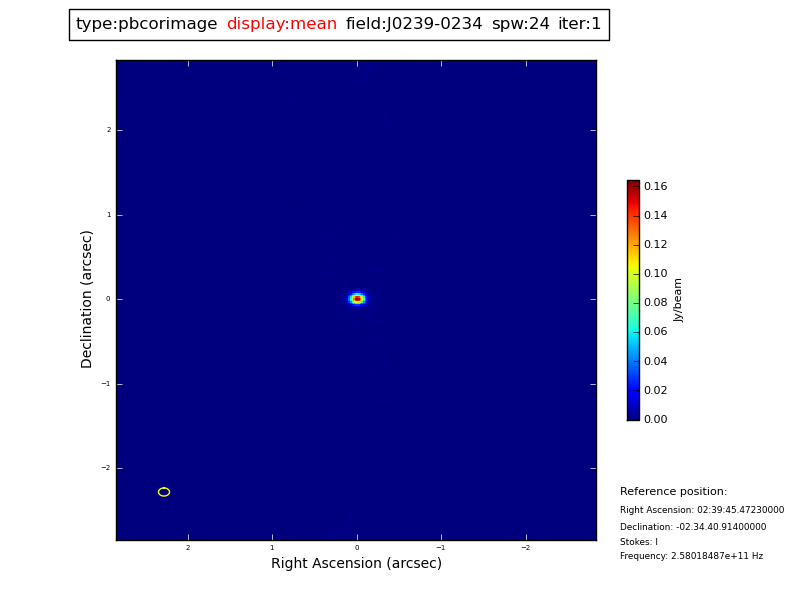 type:pbcorimage display:mean field:J0239-0234 spw:24 iter:1
2
1
0
−1
−2
Declination (arcsec)
2
1
0
−1
−2
Right Ascension (arcsec)
0.16
0.14
0.12
0.10
0.08
0.06
0.04
0.02
0.00
Jy/beam
Reference position:
Right Ascension: 02:39:45.47230000
Declination: -02.34.40.91400000
Stokes: I
Frequency: 2.58018487e+11 Hz